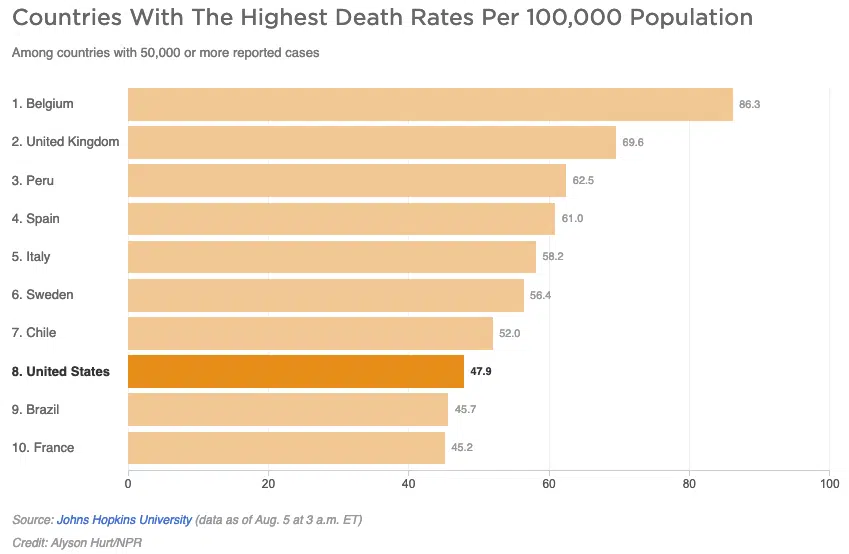 Countries With The Highest Death Rates Per 100,000 Population
Among countries with 50,000 or more reported cases
1. Belgium 86.3
2. United Kingdom 69.6
3. Peru 62.5
4. Spain 61.0
5. Italy 58.2
6. Sweden 56.4
7. Chile 52.0
8. United States 47.9
9. Brazil 45.7
10. France 45.2
0 20 40 60 80 100
Source: Johns Hopkins University (data as of Aug. 5 at 3 a.m. ET)
Credit: Alyson Hurt/NPR